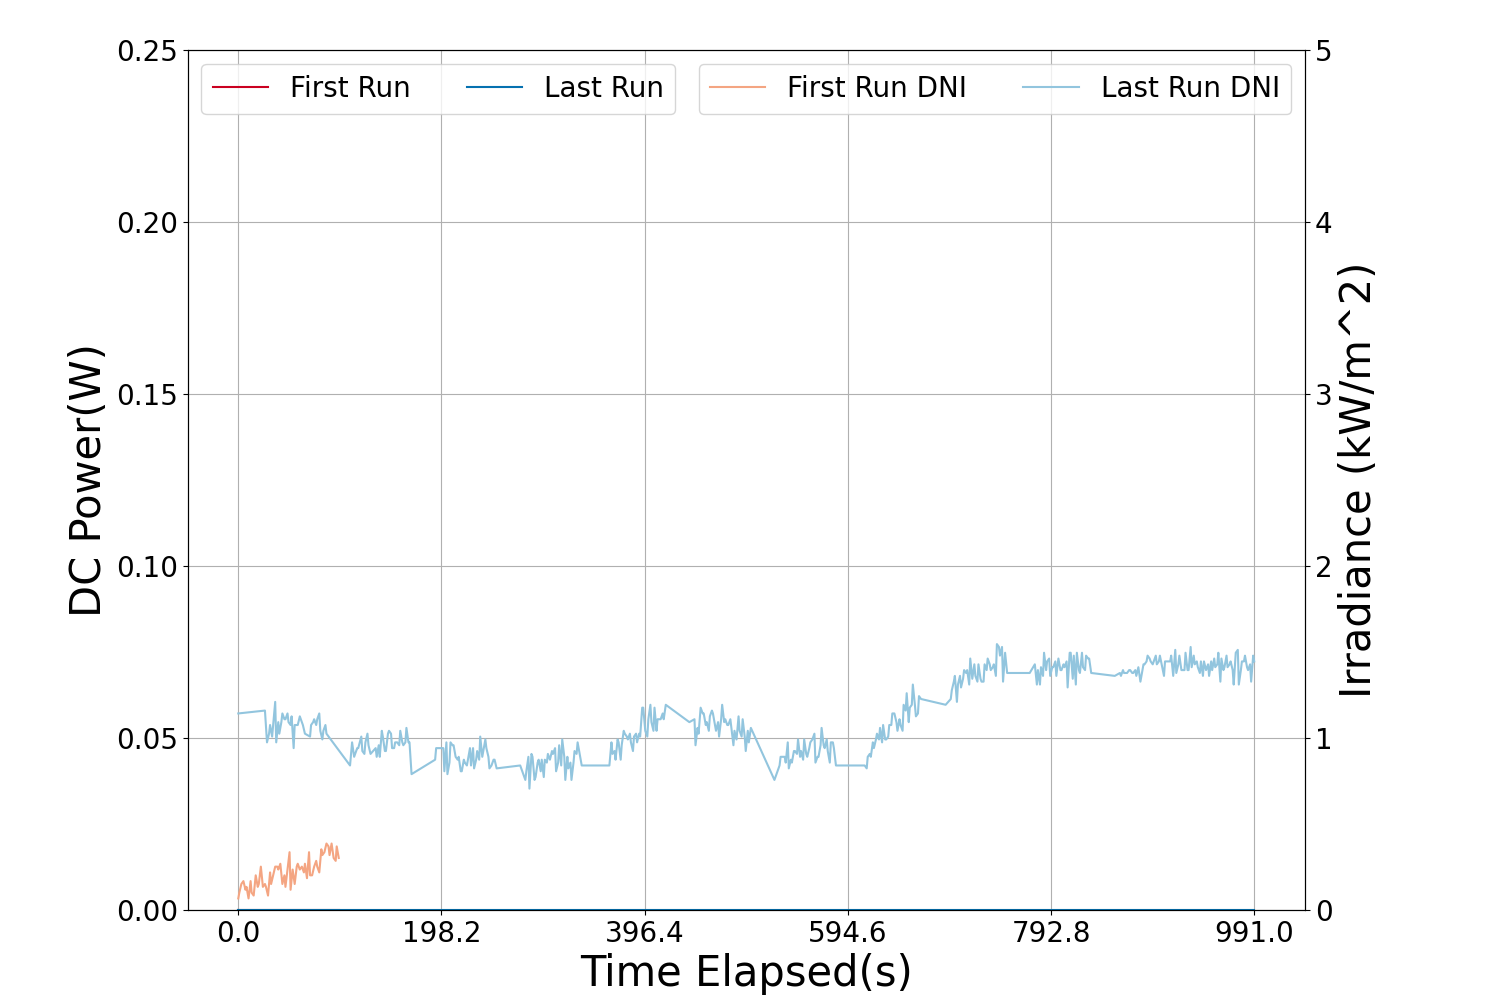 First Run Last Run First Run DNI Last Run DNI
0.25
0.20
0.15
0.10
0.05
0.00
DC Power(W)
5
4
3
2
1
0
Irradiance (kW/m^2)
0.0 198.2 396.4 594.6 792.8 991.0
Time Elapsed(s)